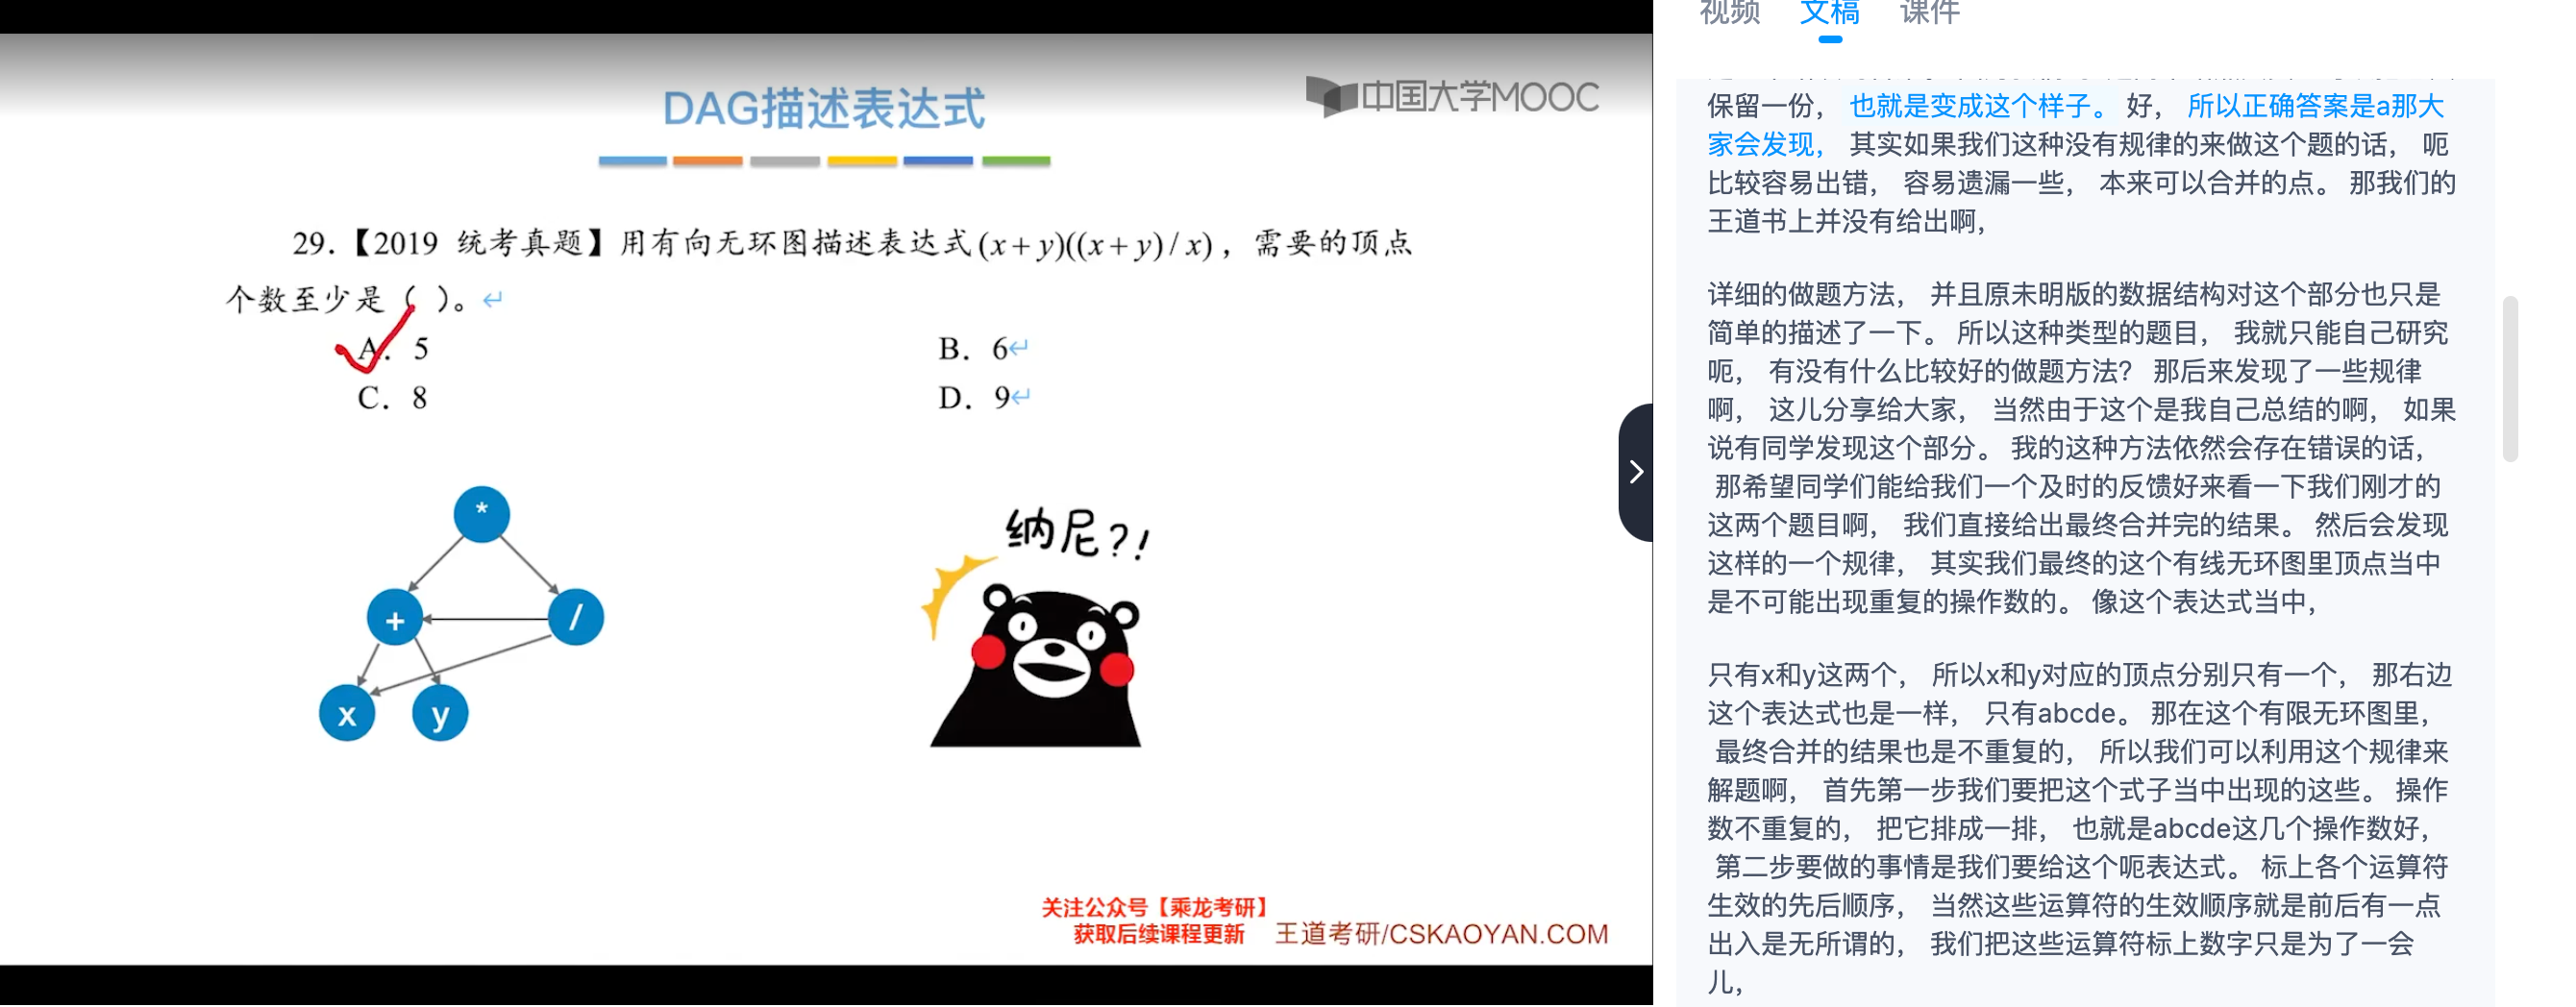 DAG描述表达式
中国大学MOOC
29.【2019 统考真题】用有向无环图描述表达式(x+y)((x+y)/x)，需要的顶点
个数至少是（ ）。↵
A. 5
B. 6↵
C. 8
D. 9↵
*
+
/
x
y
纳尼?!
关注公众号【乘龙考研】
获取后续课程更新
王道考研/CSKAOYAN.COM
视频 文稿 课件
保留一份， 也就是变成这个样子。 好， 所以正确答案是a那大
家会发现， 其实如果我们这种没有规律的来做这个题的话， 呃
比较容易出错， 容易遗漏一些， 本来可以合并的点。 那我们的
王道书上并没有给出啊，
详细的做题方法， 并且原未明版的数据结构对这个部分也只是
简单的描述了一下。 所以这种类型的题目， 我就只能自己研究
呃， 有没有什么比较好的做题方法？ 那后来发现了一些规律
啊， 这儿分享给大家， 当然由于这个是我自己总结的啊， 如果
说有同学发现这个部分。 我的这种方法依然会存在错误的话，
那希望同学们能给我们一个及时的反馈好来看一下我们刚才的
这两个题目啊， 我们直接给出最终合并完的结果。 然后会发现
这样的一个规律， 其实我们最终的这个有线无环图里顶点当中
是不可能出现重复的操作数的。 像这个表达式当中，
只有x和y这两个， 所以x和y对应的顶点分别只有一个， 那右边
这个表达式也是一样， 只有abcde。 那在这个有限无环图里，
最终合并的结果也是不重复的， 所以我们可以利用这个规律来
解题啊， 首先第一步我们要把这个式子当中出现的这些。 操作
数不重复的， 把它排成一排， 也就是abcde这几个操作数好，
第二步要做的事情是我们要给这个呃表达式。 标上各个运算符
生效的先后顺序， 当然这些运算符的生效顺序就是前后有一点
出入是无所谓的， 我们把这些运算符标上数字只是为了一会
儿，